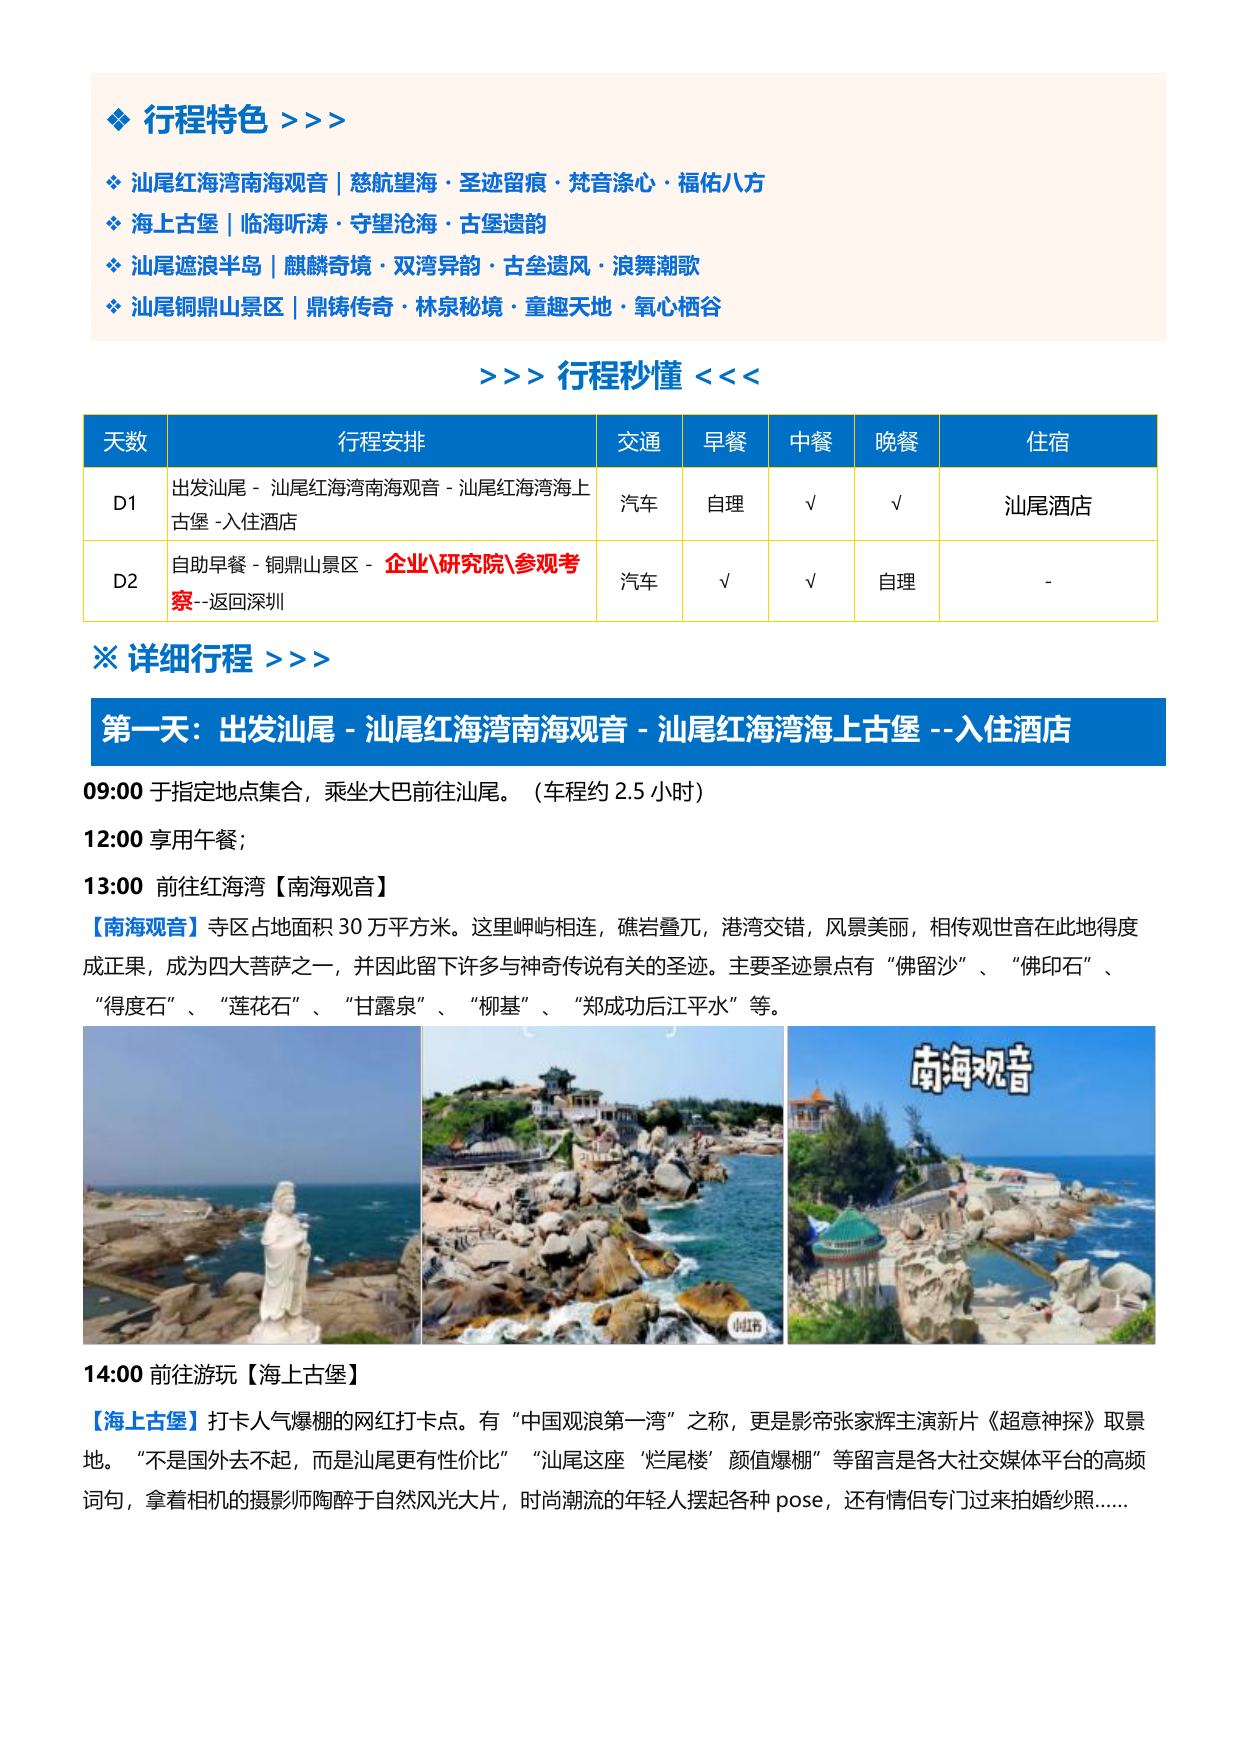 ❖ 行程特色 >>>
❖ 汕尾红海湾南海观音｜慈航望海・圣迹留痕・梵音涤心・福佑八方
❖ 海上古堡｜临海听涛・守望沧海・古堡遗韵
❖ 汕尾遮浪半岛｜麒麟奇境・双湾异韵・古垒遗风・浪舞潮歌
❖ 汕尾铜鼎山景区｜鼎铸传奇・林泉秘境・童趣天地・氧心栖谷
>>> 行程秒懂 <<<
天数 行程安排 交通 早餐 中餐 晚餐 住宿
D1 出发汕尾 - 汕尾红海湾南海观音 - 汕尾红海湾海上 汽车 自理 √ √ 汕尾酒店
古堡 -入住酒店
D2 自助早餐 - 铜鼎山景区 - 企业\研究院\参观考 汽车 √ √ 自理 -
察--返回深圳
※ 详细行程 >>>
第一天：出发汕尾 - 汕尾红海湾南海观音 - 汕尾红海湾海上古堡 --入住酒店
09:00 于指定地点集合，乘坐大巴前往汕尾。（车程约 2.5 小时）
12:00 享用午餐；
13:00 前往红海湾【南海观音】
【南海观音】寺区占地面积 30 万平方米。这里岬屿相连，礁岩叠兀，港湾交错，风景美丽，相传观世音在此地得度
成正果，成为四大菩萨之一，并因此留下许多与神奇传说有关的圣迹。主要圣迹景点有“佛留沙”、“佛印石”、
“得度石”、“莲花石”、“甘露泉”、“柳基”、“郑成功后江平水”等。
南海观音
小红书
14:00 前往游玩【海上古堡】
【海上古堡】打卡人气爆棚的网红打卡点。有“中国观浪第一湾”之称，更是影帝张家辉主演新片《超意神探》取景
地。“不是国外去不起，而是汕尾更有性价比”“汕尾这座‘烂尾楼’颜值爆棚”等留言是各大社交媒体平台的高频
词句，拿着相机的摄影师陶醉于自然风光大片，时尚潮流的年轻人摆起各种 pose，还有情侣专门过来拍婚纱照……